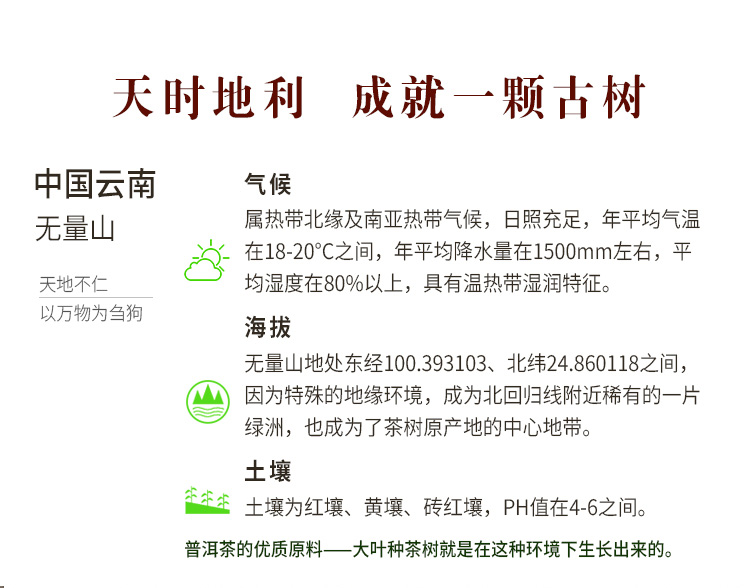 天时地利 成就一颗古树
中国云南
无量山
天地不仁
以万物为刍狗
气候
属热带北缘及南亚热带气候，日照充足，年平均气温
在18-20℃之间，年平均降水量在1500mm左右，平
均湿度在80%以上，具有温热带湿润特征。
海拔
无量山地处东经100.393103、北纬24.860118之间，
因为特殊的地缘环境，成为北回归线附近稀有的一片
绿洲，也成为了茶树原产地的中心地带。
土壤
土壤为红壤、黄壤、砖红壤，PH值在4-6之间。
普洱茶的优质原料——大叶种茶树就是在这种环境下生长出来的。